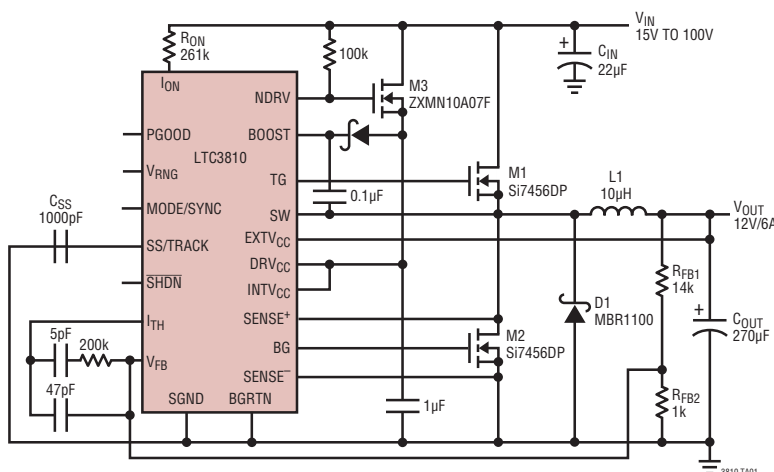 V_IN
15V TO 100V
R_ON
261k
100k
C_IN
22µF
I_ON
M3
ZXMN10A07F
NDRV
PGOOD
BOOST
LTC3810
V_RNG
M1
Si7456DP
TG
C_SS
1000pF
MODE/SYNC
0.1µF
SW
L1
10µH
V_OUT
12V/6A
SS/TRACK
EXTV_CC
DRV_CC
R_FB1
14k
SHDN
INTV_CC
D1
MBR1100
I_TH
SENSE+
C_OUT
270µF
5pF
200k
M2
Si7456DP
V_FB
BG
47pF
SENSE–
R_FB2
1k
SGND
BGRTN
1µF
3810 TA01